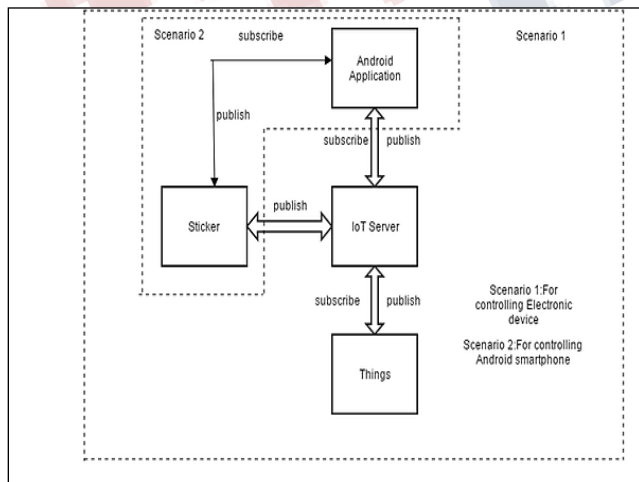 Scenario 2
subscribe
Scenario 1
Android
Application
publish
subscribe publish
publish
Sticker
IoT Server
subscribe publish
Scenario 1:For
controlling Electronic
device
Scenario 2:For controlling
Android smartphone
Things